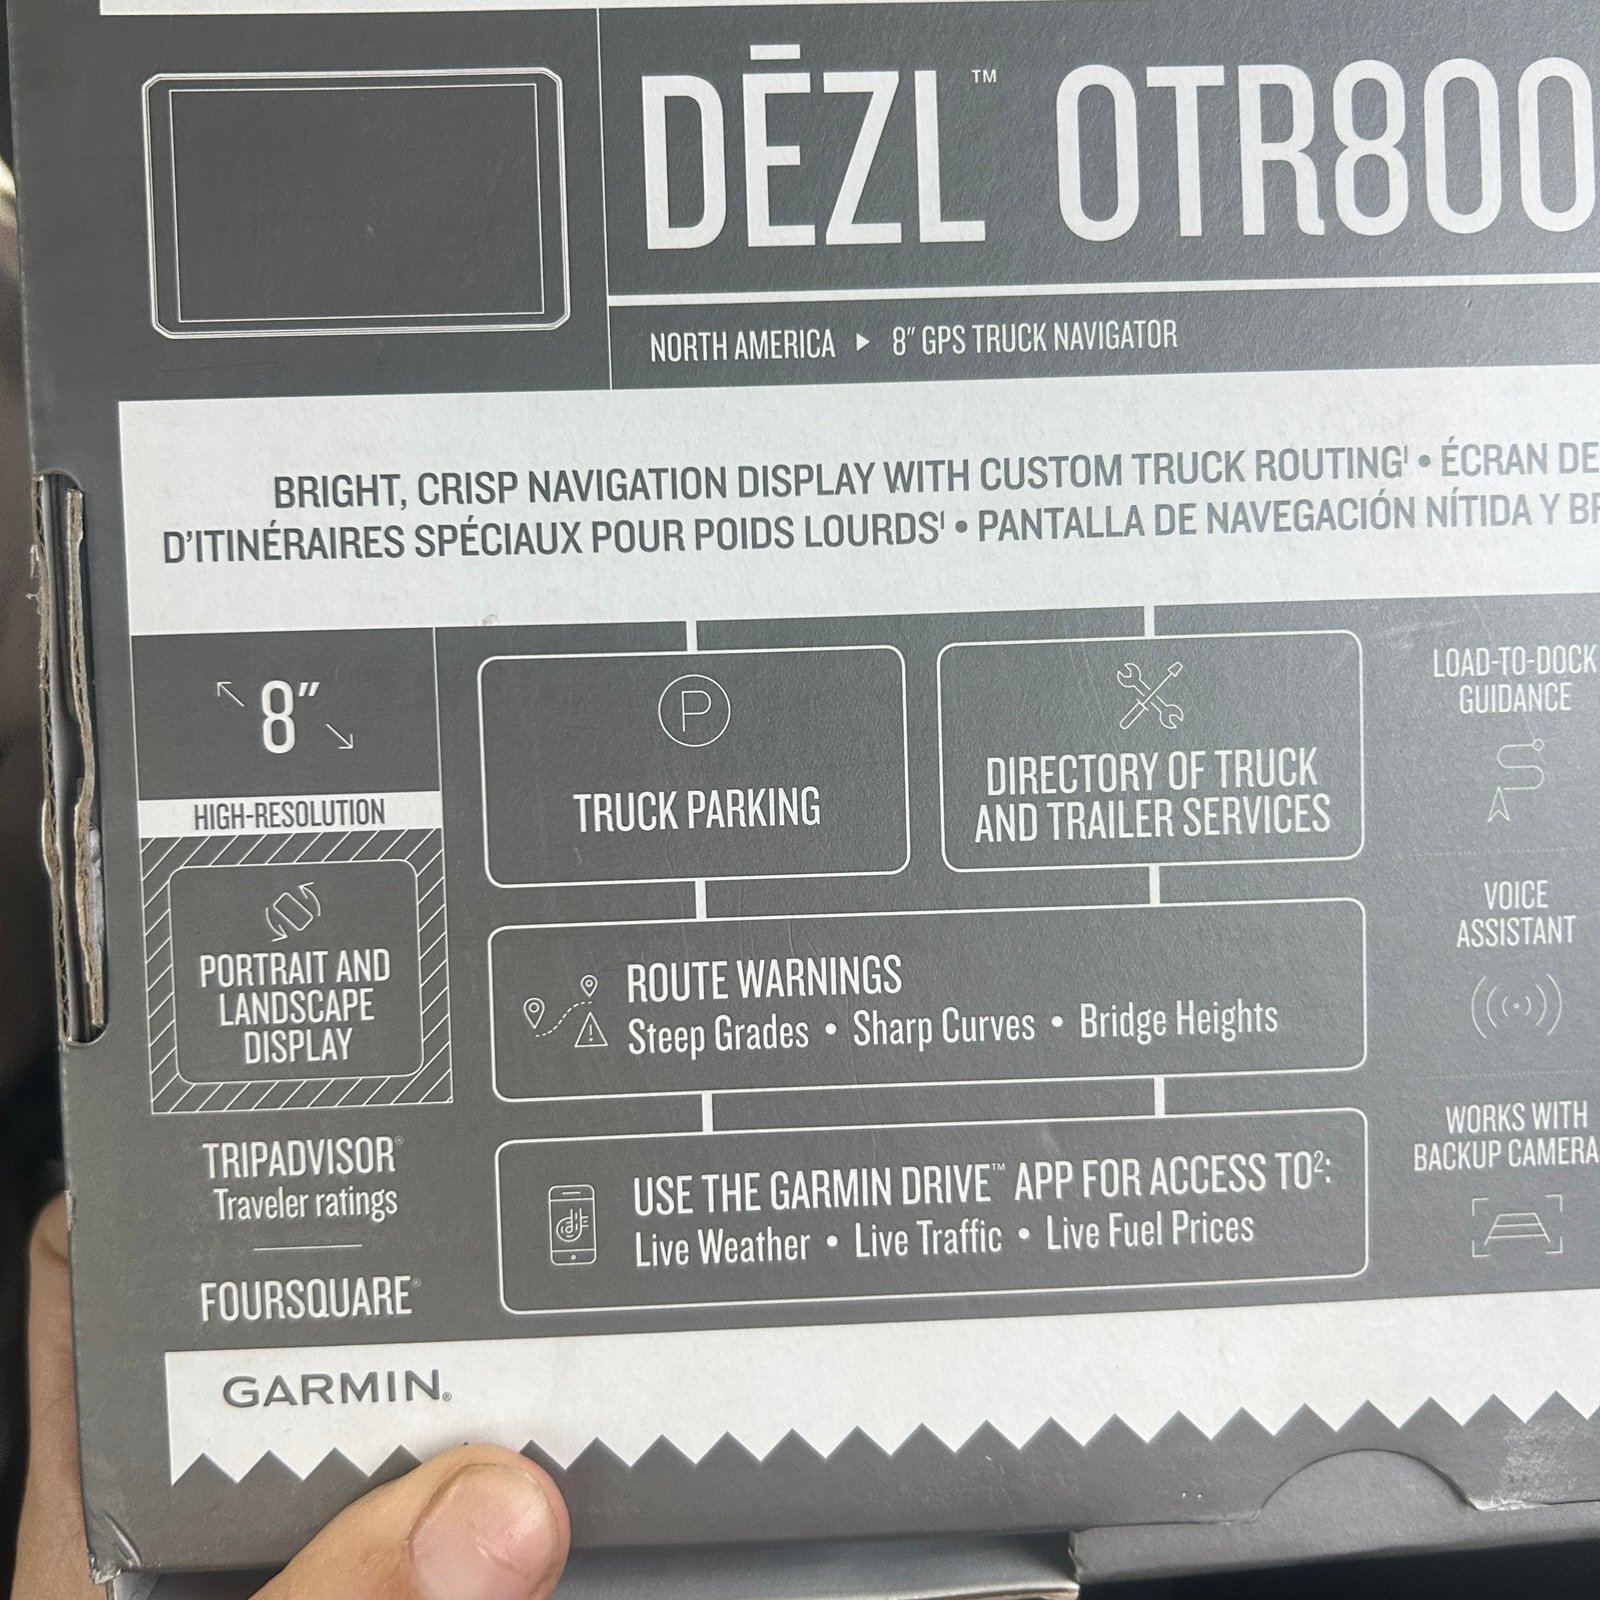 DĒZL™ OTR800
NORTH AMERICA ▶ 8" GPS TRUCK NAVIGATOR
BRIGHT, CRISP NAVIGATION DISPLAY WITH CUSTOM TRUCK ROUTING¹ • ÉCRAN DE
D'ITINÉRAIRES SPÉCIAUX POUR POIDS LOURDS¹ • PANTALLA DE NAVEGACIÓN NÍTIDA Y
8"
HIGH-RESOLUTION
PORTRAIT AND
LANDSCAPE
DISPLAY
TRIPADVISOR®
Traveler ratings
FOURSQUARE®
P
TRUCK PARKING
DIRECTORY OF TRUCK
AND TRAILER SERVICES
ROUTE WARNINGS
Steep Grades • Sharp Curves • Bridge Heights
USE THE GARMIN DRIVE™ APP FOR ACCESS TO²:
Live Weather • Live Traffic • Live Fuel Prices
LOAD-TO-DOCK
GUIDANCE
VOICE
ASSISTANT
WORKS WITH
BACKUP CAMERA
GARMIN®